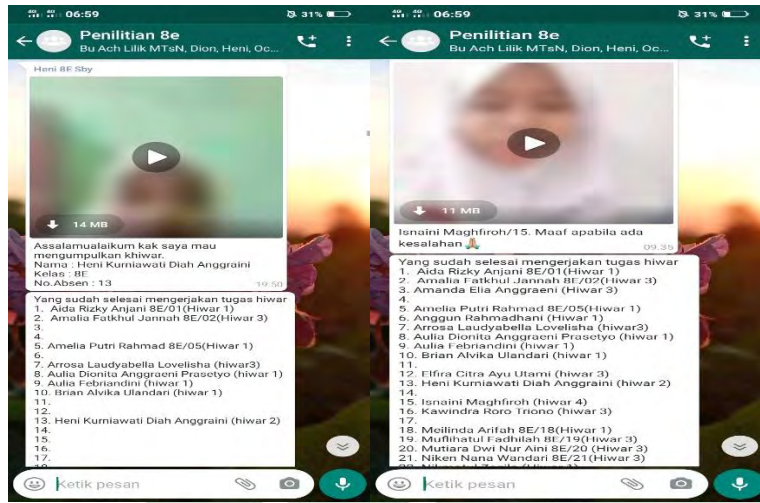 06:59
31%
Penilitian 8e
Bu Ach Lilik MTsN, Dion, Heni, Oc...
Heni 8E Sby
14 MB
Assalamualaikum kak saya mau
mengumpulkan khiwar.
Nama : Heni Kurniawati Diah Anggraini
Kelas : 8E
No.Absen : 13
19.50
Yang sudah selesai mengerjakan tugas hiwar
1. Aida Rizky Anjani 8E/01(Hiwar 1)
2. Amalia Fatkhul Jannah 8E/02(Hiwar 3)
3.
4.
5. Amelia Putri Rahmad 8E/05(Hiwar 1)
6.
7. Arrosa Laudyabella Lovelisha (hiwar3)
8. Aulia Dionita Anggraeni Prasetyo (hiwar 1)
9. Aulia Febriandini (hiwar 1)
10. Brian Alvika Ulandari (hiwar 1)
11.
12.
13. Heni Kurniawati Diah Anggraini (hiwar 2)
14.
15.
16.
17.
Ketik pesan
06:59
31%
Penilitian 8e
Bu Ach Lilik MTsN, Dion, Heni, Oc...
11 MB
Isnaini Maghfiroh/15. Maaf apabila ada
kesalahan🙏
09.35
Yang sudah selesai mengerjakan tugas hiwar
1. Aida Rizky Anjani 8E/01(Hiwar 1)
2. Amalia Fatkhul Jannah 8E/02(Hiwar 3)
3. Amanda Elia Anggraeni (Hiwar 3)
4.
5. Amelia Putri Rahmad 8E/05(Hiwar 1)
6. Anggun Ramadhani (Hiwar 1)
7. Arrosa Laudyabella Lovelisha (hiwar3)
8. Aulia Dionita Anggraeni Prasetyo (hiwar 1)
9. Aulia Febriandini (hiwar 1)
10. Brian Alvika Ulandari (hiwar 1)
11.
12. Elfira Citra Ayu Utami (hiwar 3)
13. Heni Kurniawati Diah Anggraini (hiwar 2)
14.
15. Isnaini Maghfiroh (hiwar 4)
16. Kawindra Roro Triono (hiwar 3)
17.
18. Meilinda Arifah 8E/18(Hiwar 1)
19. Muflihatul Fadhilah 8E/19(Hiwar 3)
20. Mutiara Dwi Nur Aini 8E/20 (Hiwar 3)
21. Niken Nana Wandari 8E/21(Hiwar 3)
Ketik pesan